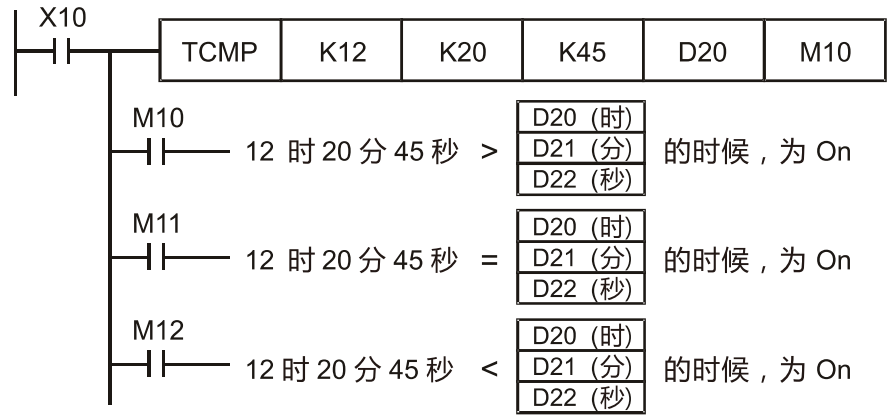 X10
TCMP K12 K20 K45 D20 M10
M10
D20 (时)
12 时 20 分 45 秒 > D21 (分) 的时候，为 On
D22 (秒)
M11
D20 (时)
12 时 20 分 45 秒 = D21 (分) 的时候，为 On
D22 (秒)
M12
D20 (时)
12 时 20 分 45 秒 < D21 (分) 的时候，为 On
D22 (秒)